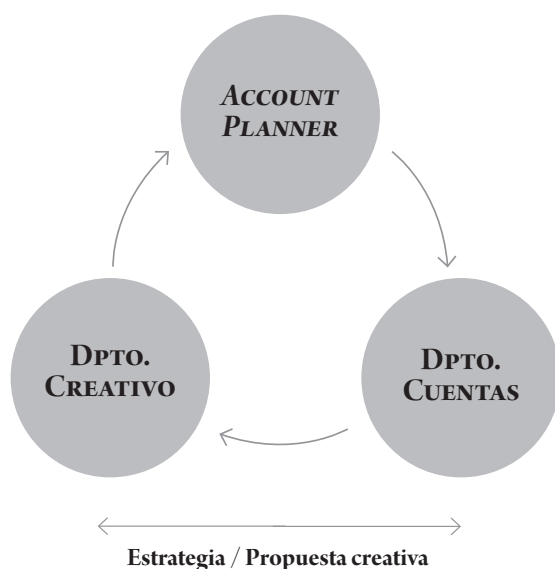 Account
Planner
Dpto.
Creativo
Dpto.
Cuentas
Estrategia / Propuesta creativa